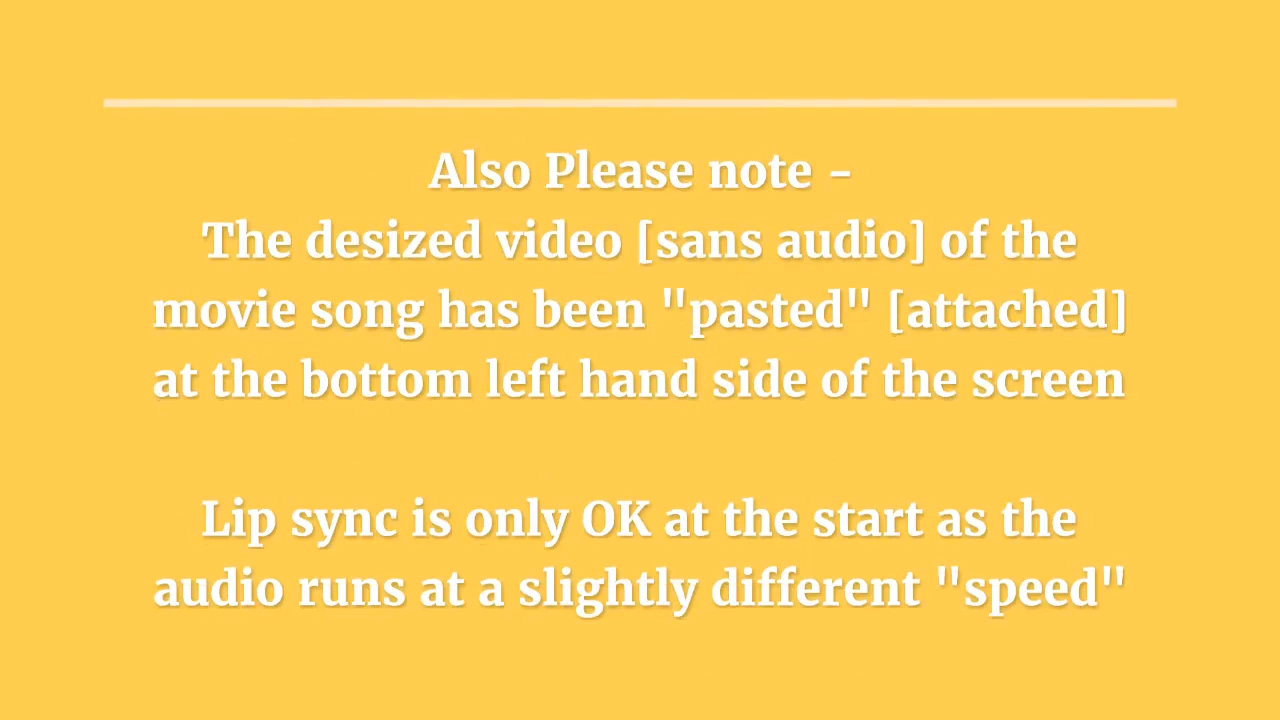 Also Please note -
The desized video [sans audio] of the
movie song has been "pasted" [attached]
at the bottom left hand side of the screen
Lip sync is only OK at the start as the
audio runs at a slightly different "speed"